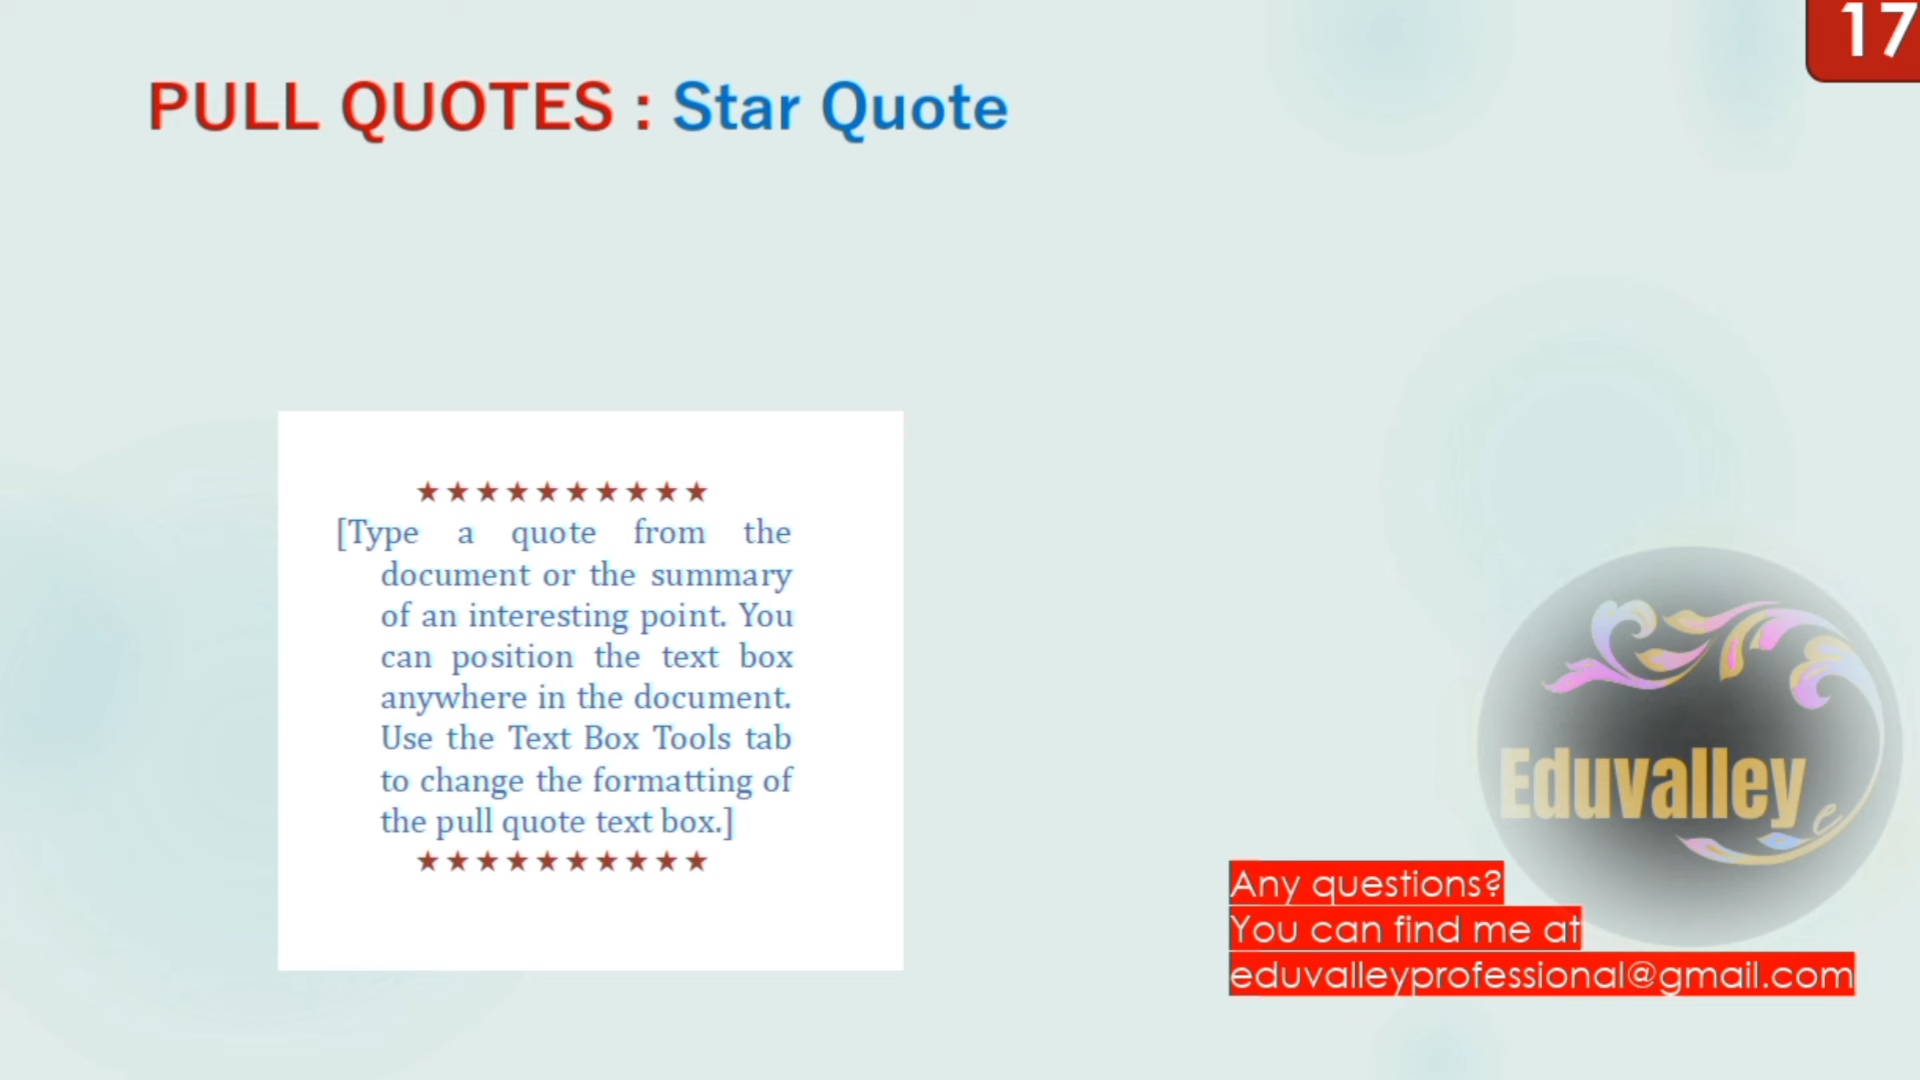 17
PULL QUOTES : Star Quote
★★★★★★★★★★
[Type a quote from the
document or the summary
of an interesting point. You
can position the text box
anywhere in the document.
Use the Text Box Tools tab
to change the formatting of
the pull quote text box.]
★★★★★★★★★★
Eduvalley
e
Any questions?
You can find me at
eduvalleyprofessional@gmail.com